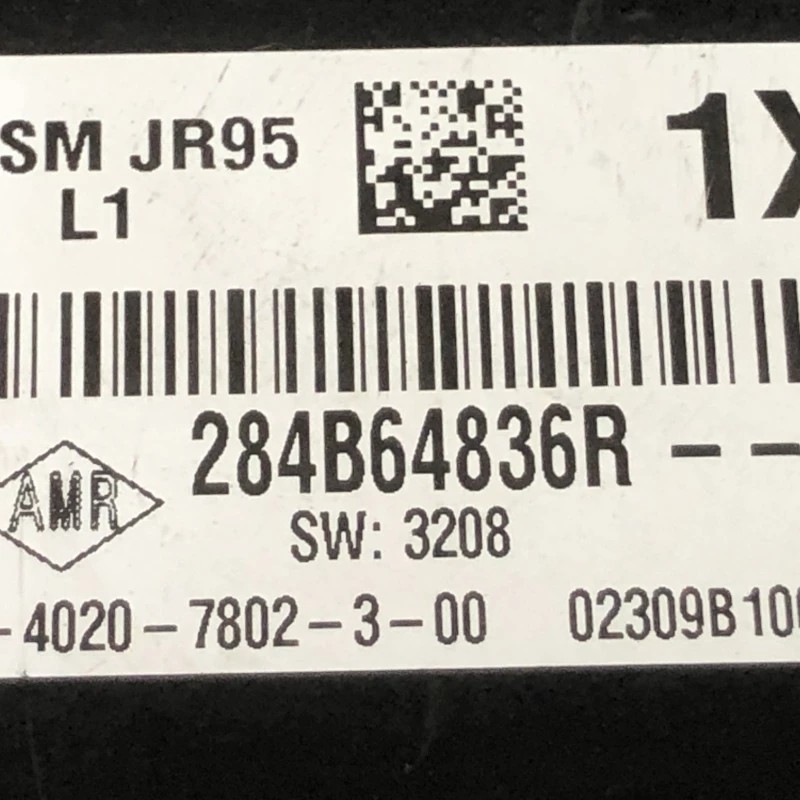 SM JR95
L1
1X
284B64836R - -
AMR
SW: 3208
-4020-7802-3-00 02309B10